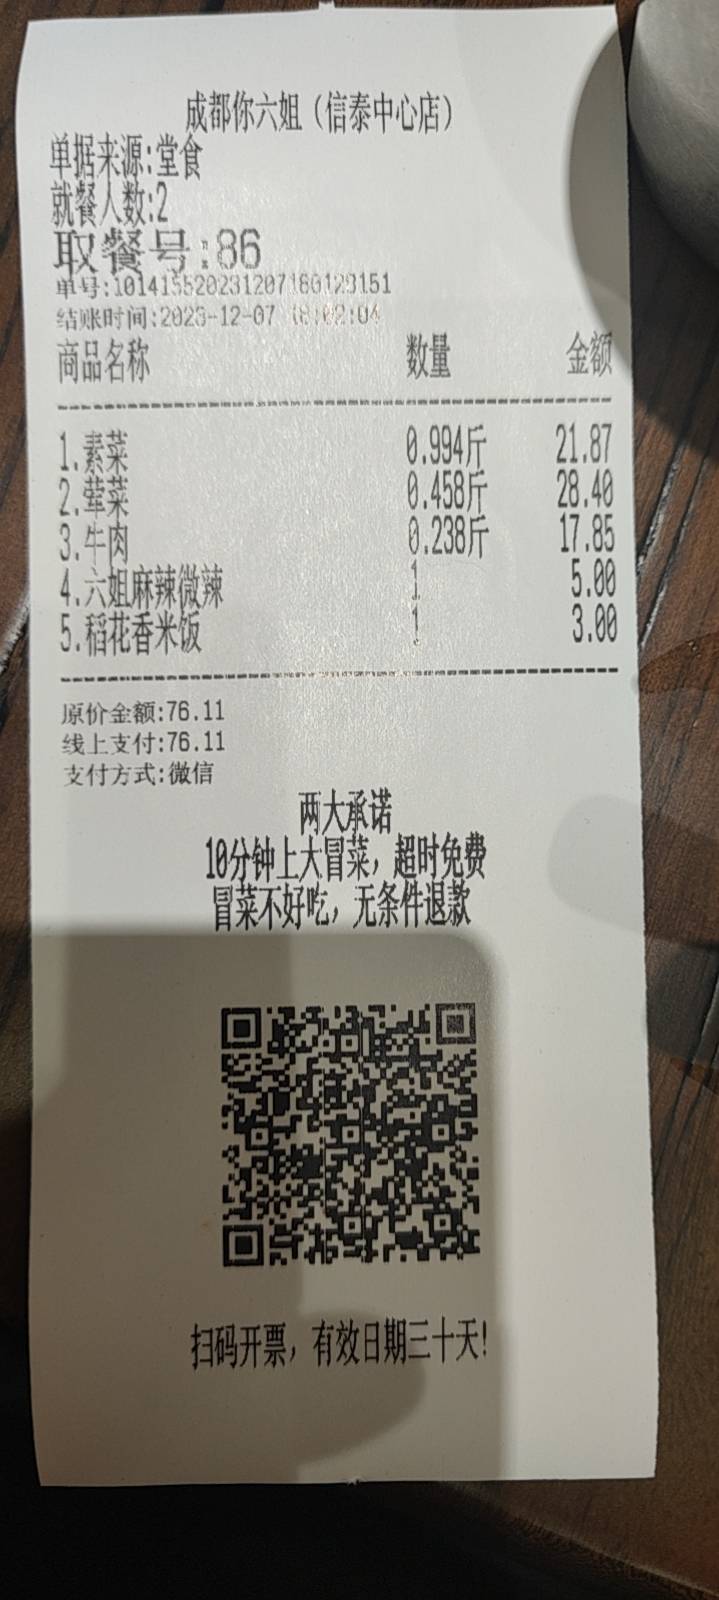 成都你六姐（信泰中心店）
单据来源:堂食
就餐人数:2
取餐号:86
单号:101415520231207180123151
结账时间:2023-12-07 18:02:04
商品名称 数量 金额
1.素菜 0.994斤 21.87
2.荤菜 0.458斤 28.40
3.牛肉 0.238斤 17.85
4.六姐麻辣微辣 1 5.00
5.稻花香米饭 1 3.00
原价金额:76.11
线上支付:76.11
支付方式:微信
两大承诺
10分钟上大冒菜，超时免费
冒菜不好吃，无条件退款
扫码开票，有效日期三十天!